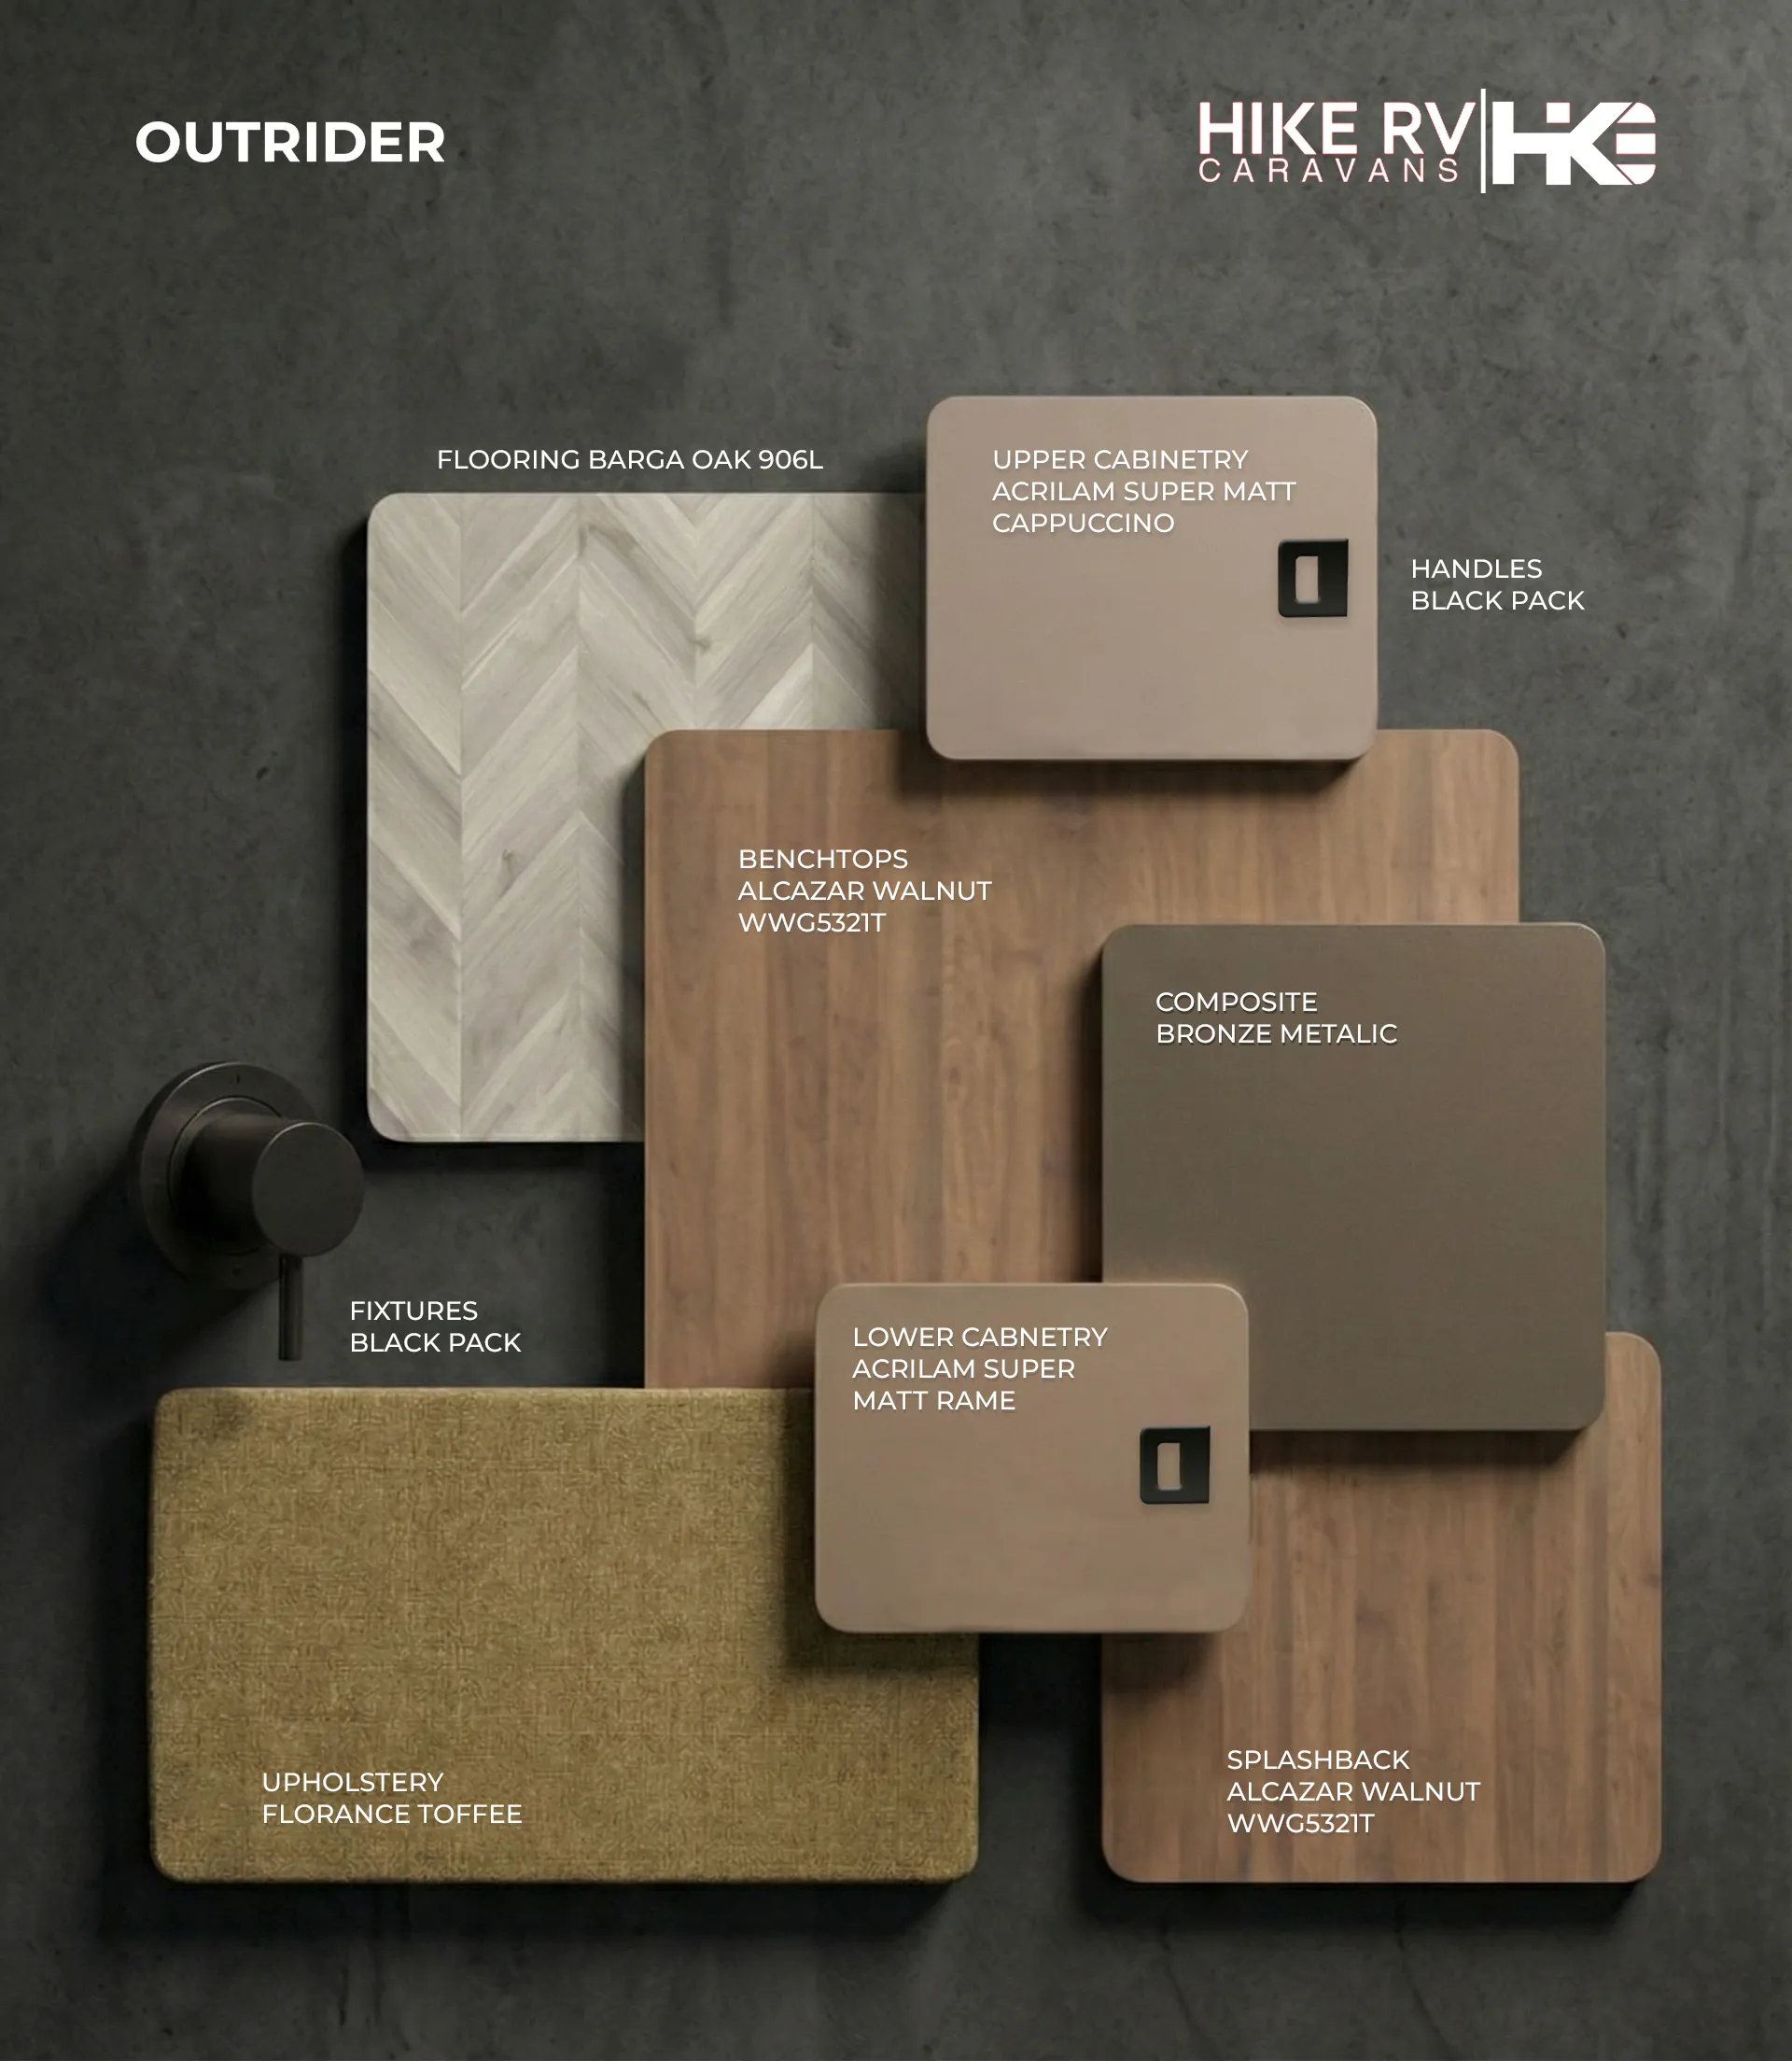 OUTRIDER
HIKE RV
CARAVANS
HK
FLOORING BARGA OAK 906L
UPPER CABINETRY
ACRILAM SUPER MATT
CAPPUCCINO
HANDLES
BLACK PACK
BENCHTOPS
ALCAZAR WALNUT
WWG5321T
COMPOSITE
BRONZE METALIC
FIXTURES
BLACK PACK
LOWER CABNETRY
ACRILAM SUPER
MATT RAME
UPHOLSTERY
FLORANCE TOFFEE
SPLASHBACK
ALCAZAR WALNUT
WWG5321T